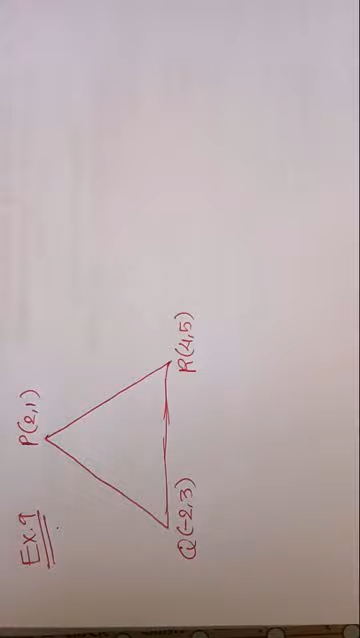 Ex.9
P(2,1)
Q(-2,3)
R(4,5)